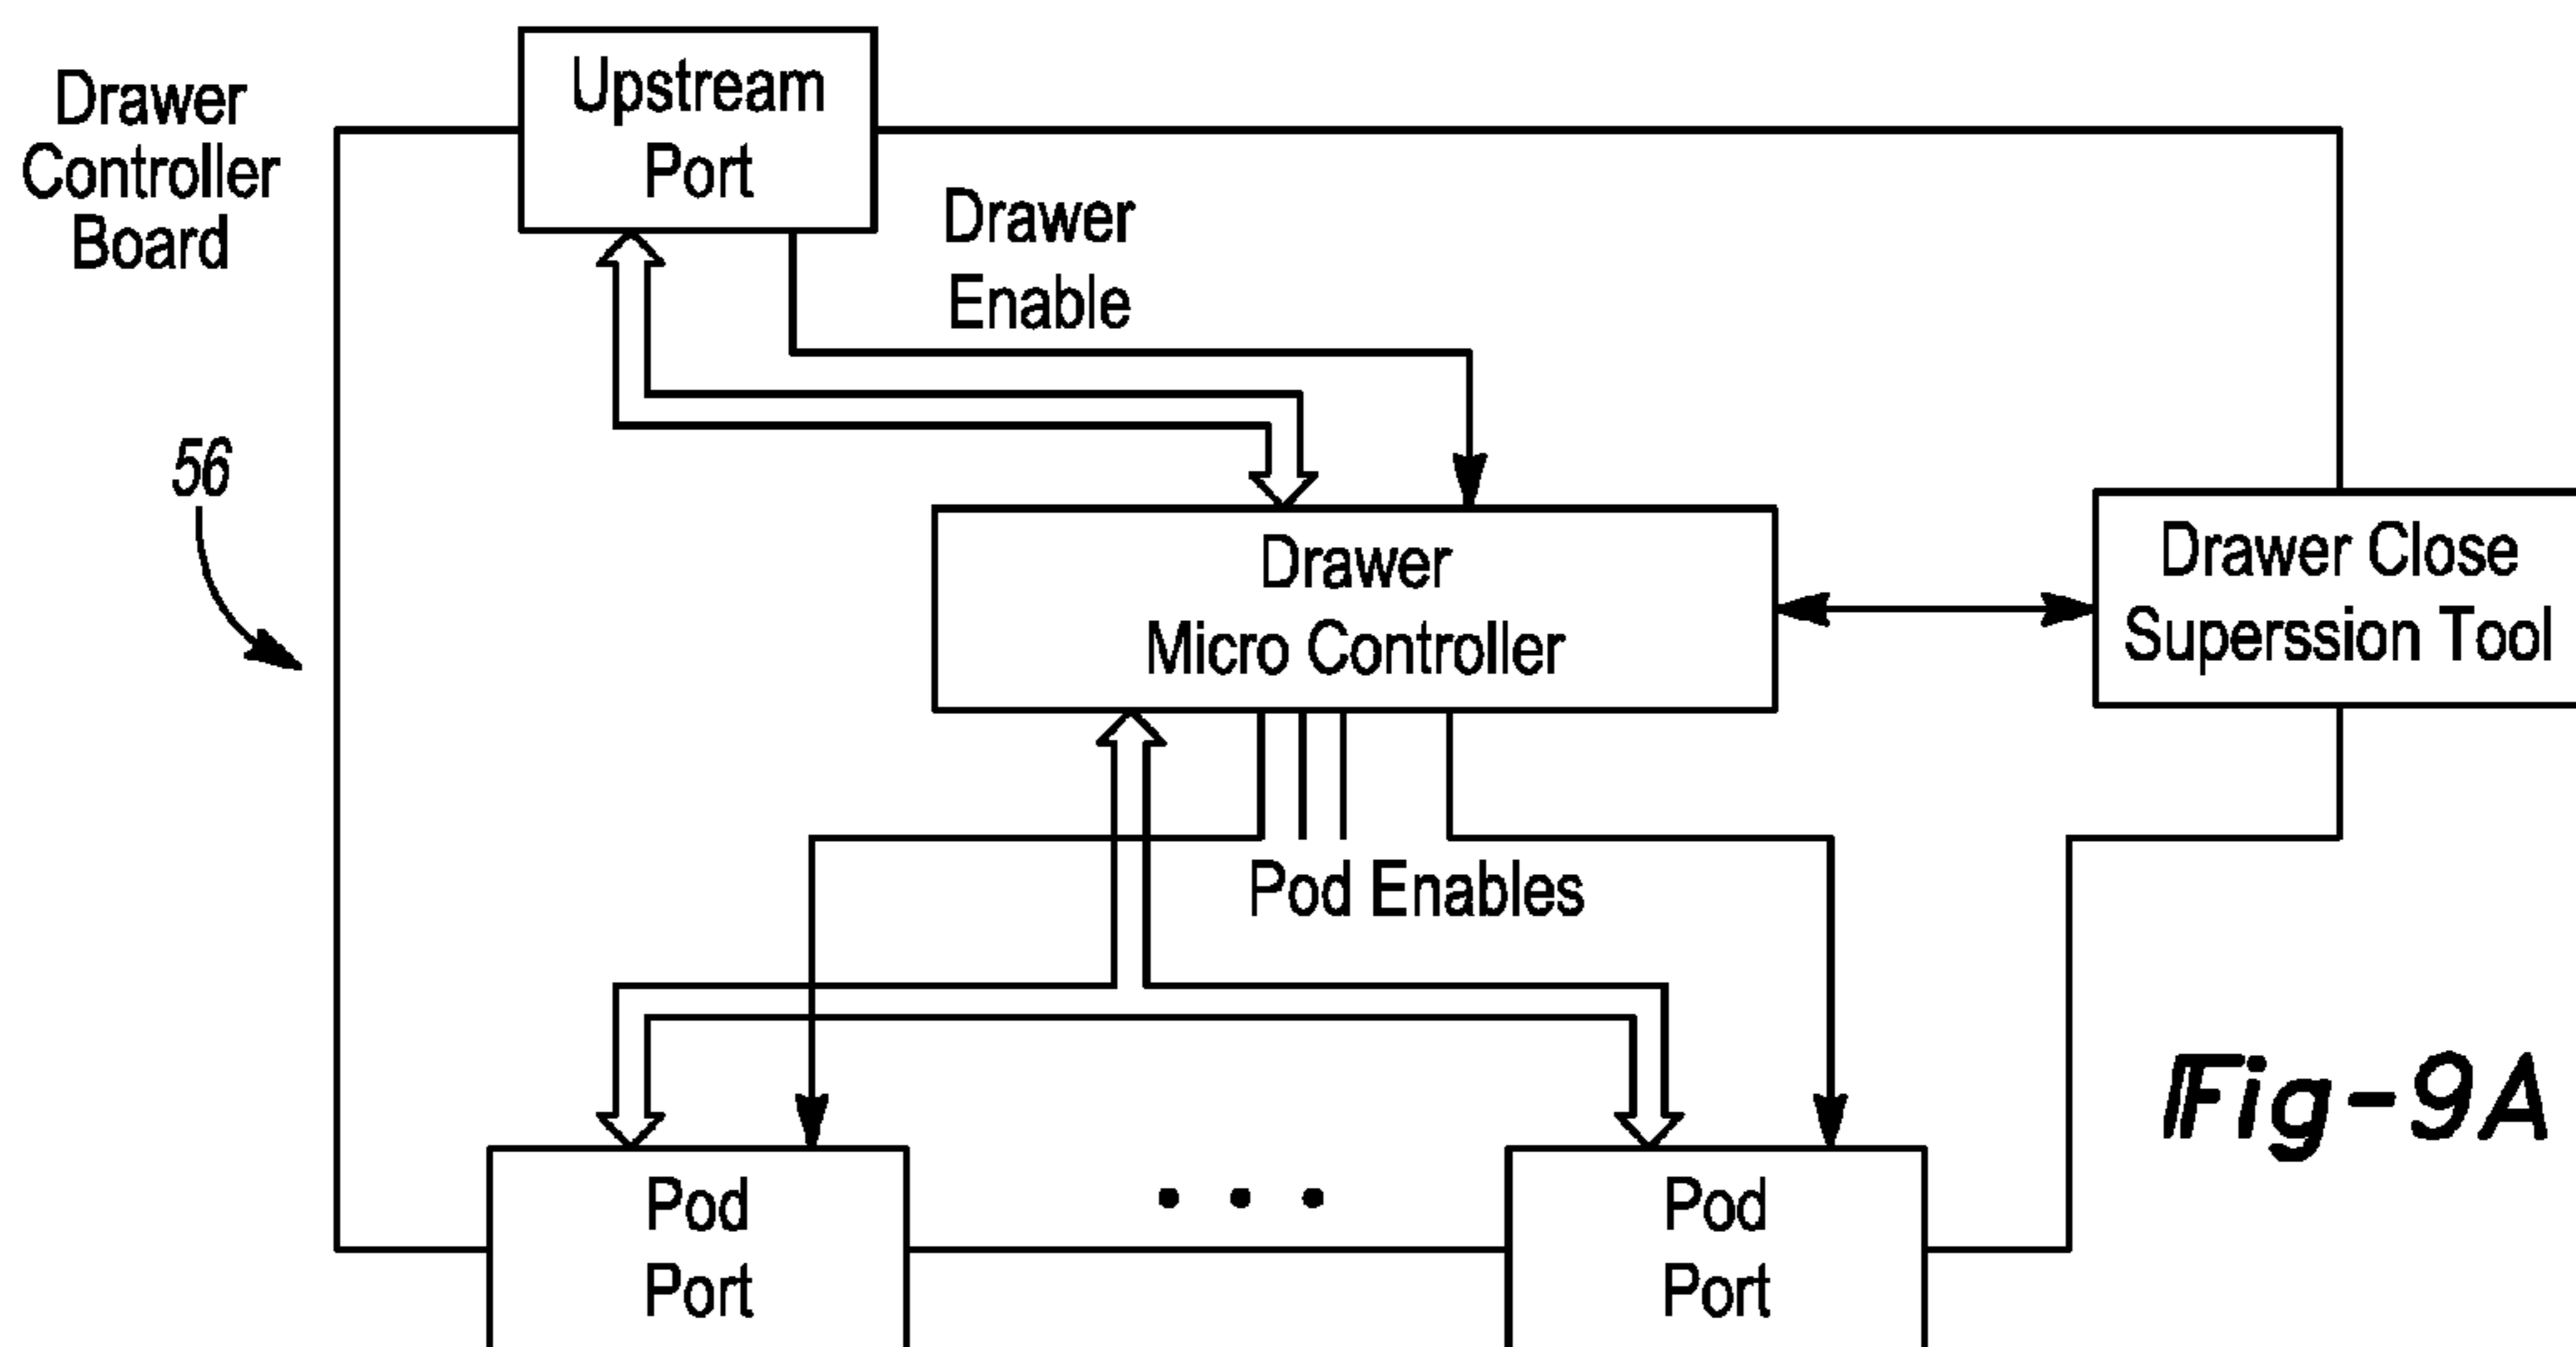 Drawer
Controller
Board
Upstream
Port
Drawer
Enable
56
Drawer
Micro Controller
Drawer Close
Superssion Tool
Pod Enables
Fig-9A
Pod
Port
. . .
Pod
Port